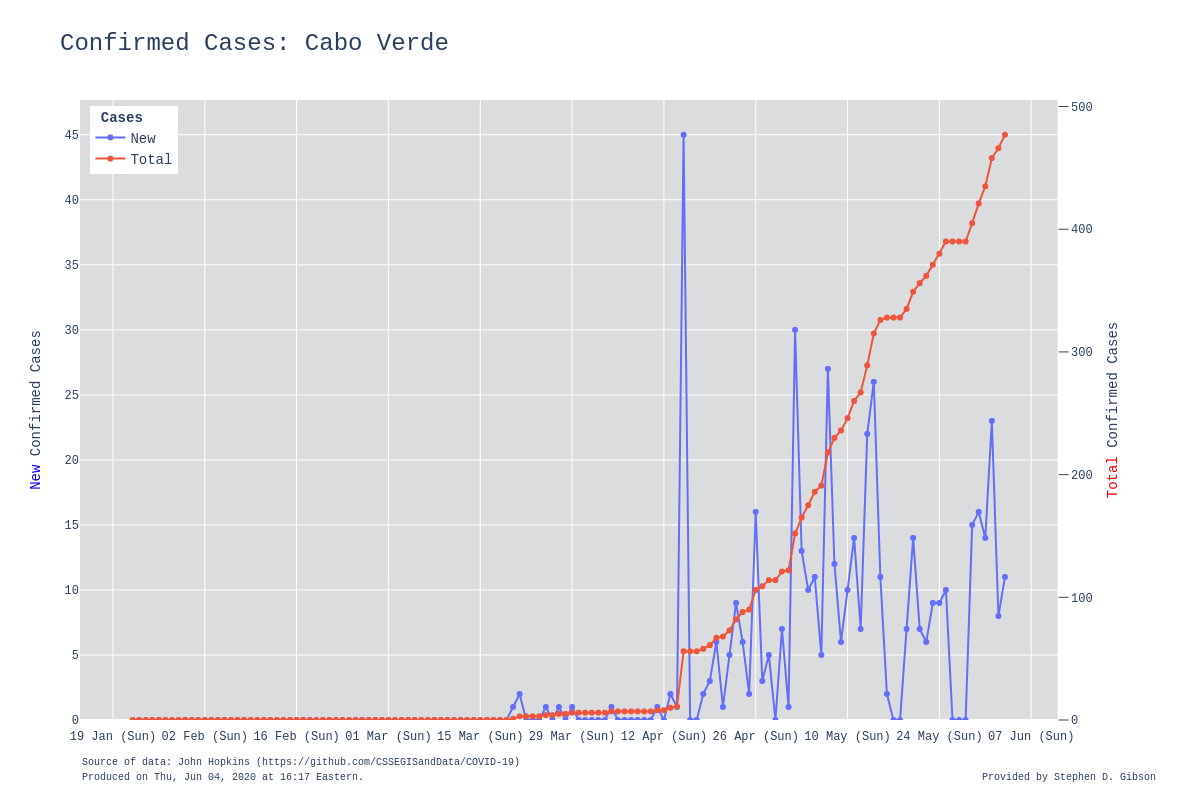 Confirmed Cases: Cabo Verde
Cases
New
Total
45
40
35
30
25
20
15
10
5
0
500
400
300
200
100
0
New Confirmed Cases
Total Confirmed Cases
19 Jan (Sun) 02 Feb (Sun) 16 Feb (Sun) 01 Mar (Sun) 15 Mar (Sun) 29 Mar (Sun) 12 Apr (Sun) 26 Apr (Sun) 10 May (Sun) 24 May (Sun) 07 Jun (Sun)
Source of data: John Hopkins (https://github.com/CSSEGISandData/COVID-19)
Produced on Thu, Jun 04, 2020 at 16:17 Eastern.
Provided by Stephen D. Gibson